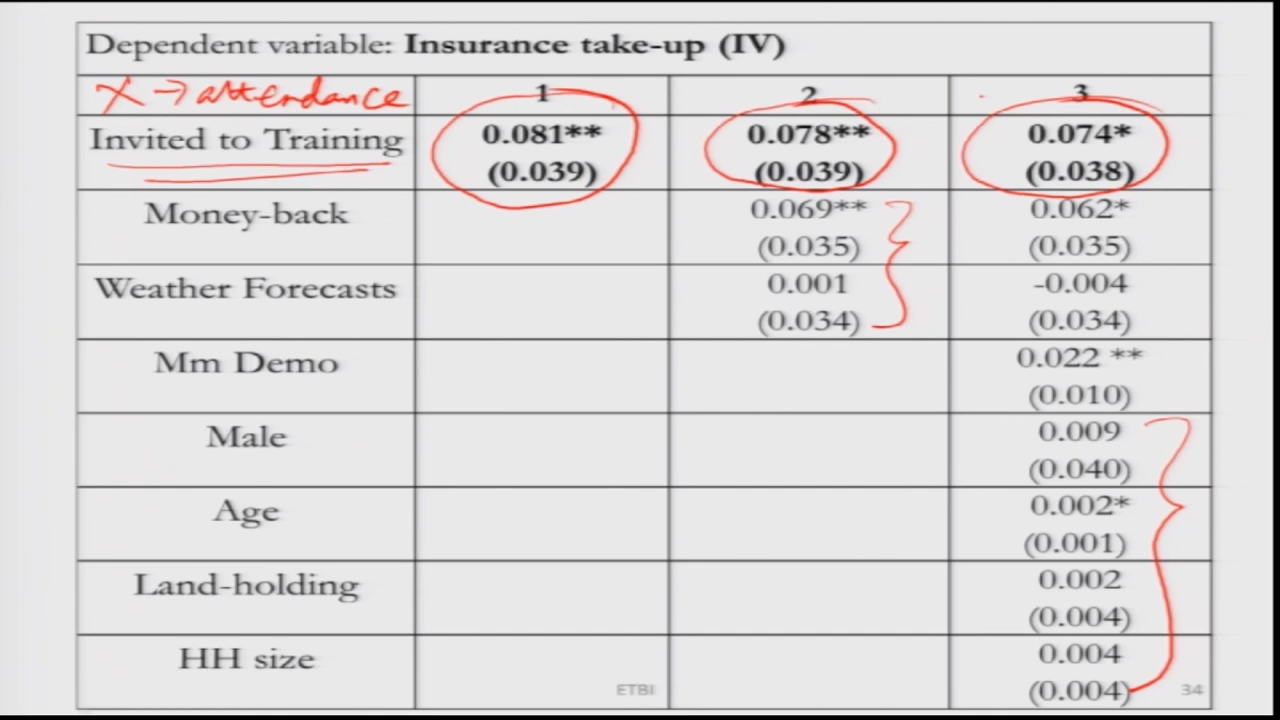 Dependent variable: Insurance take-up (IV)
X → attendance 1 2 3
Invited to Training 0.081** 0.078** 0.074*
(0.039) (0.039) (0.038)
Money-back 0.069** 0.062*
(0.035) (0.035)
Weather Forecasts 0.001 -0.004
(0.034) (0.034)
Mm Demo 0.022 **
(0.010)
Male 0.009
(0.040)
Age 0.002*
(0.001)
Land-holding 0.002
(0.004)
HH size 0.004
(0.004)
ETBI 34